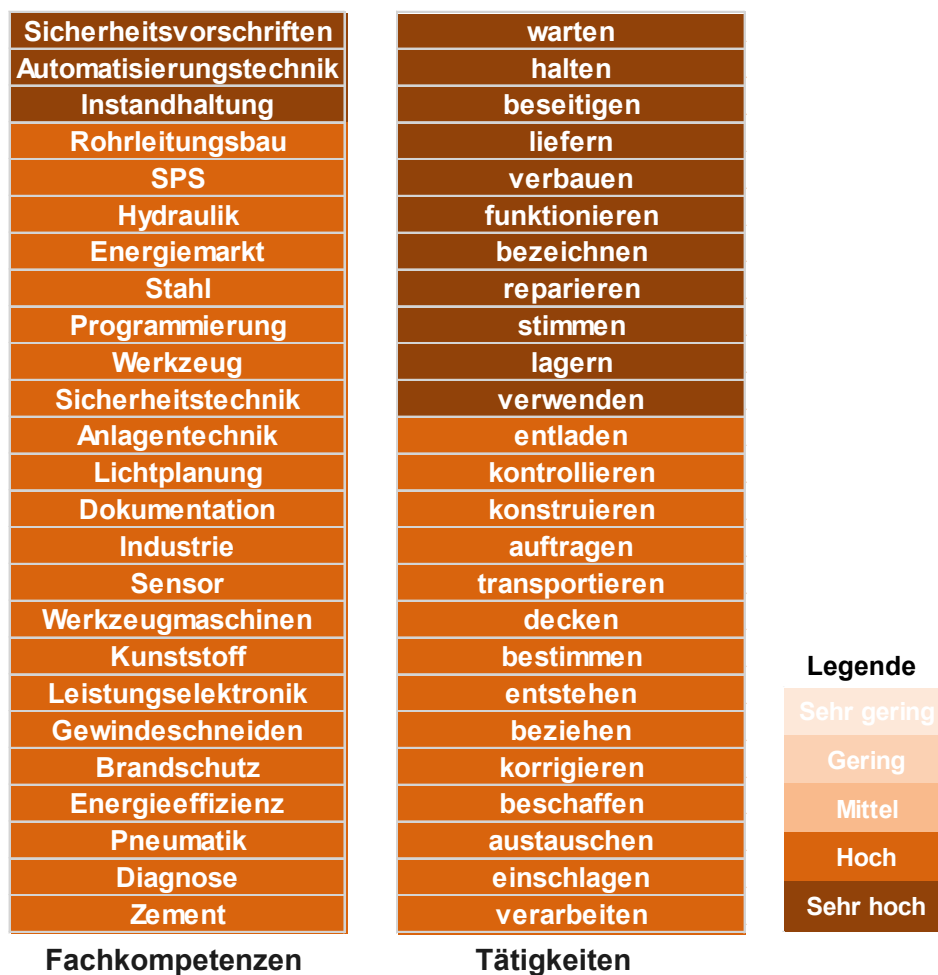 Sicherheitsvorschriften
Automatisierungstechnik
Instandhaltung
Rohrleitungsbau
SPS
Hydraulik
Energiemarkt
Stahl
Programmierung
Werkzeug
Sicherheitstechnik
Anlagentechnik
Lichtplanung
Dokumentation
Industrie
Sensor
Werkzeugmaschinen
Kunststoff
Leistungselektronik
Gewindeschneiden
Brandschutz
Energieeffizienz
Pneumatik
Diagnose
Zement
Fachkompetenzen
warten
halten
beseitigen
liefern
verbauen
funktionieren
bezeichnen
reparieren
stimmen
lagern
verwenden
entladen
kontrollieren
konstruieren
auftragen
transportieren
decken
bestimmen
entstehen
beziehen
korrigieren
beschaffen
austauschen
einschlagen
verarbeiten
Tätigkeiten
Legende
Sehr gering
Gering
Mittel
Hoch
Sehr hoch